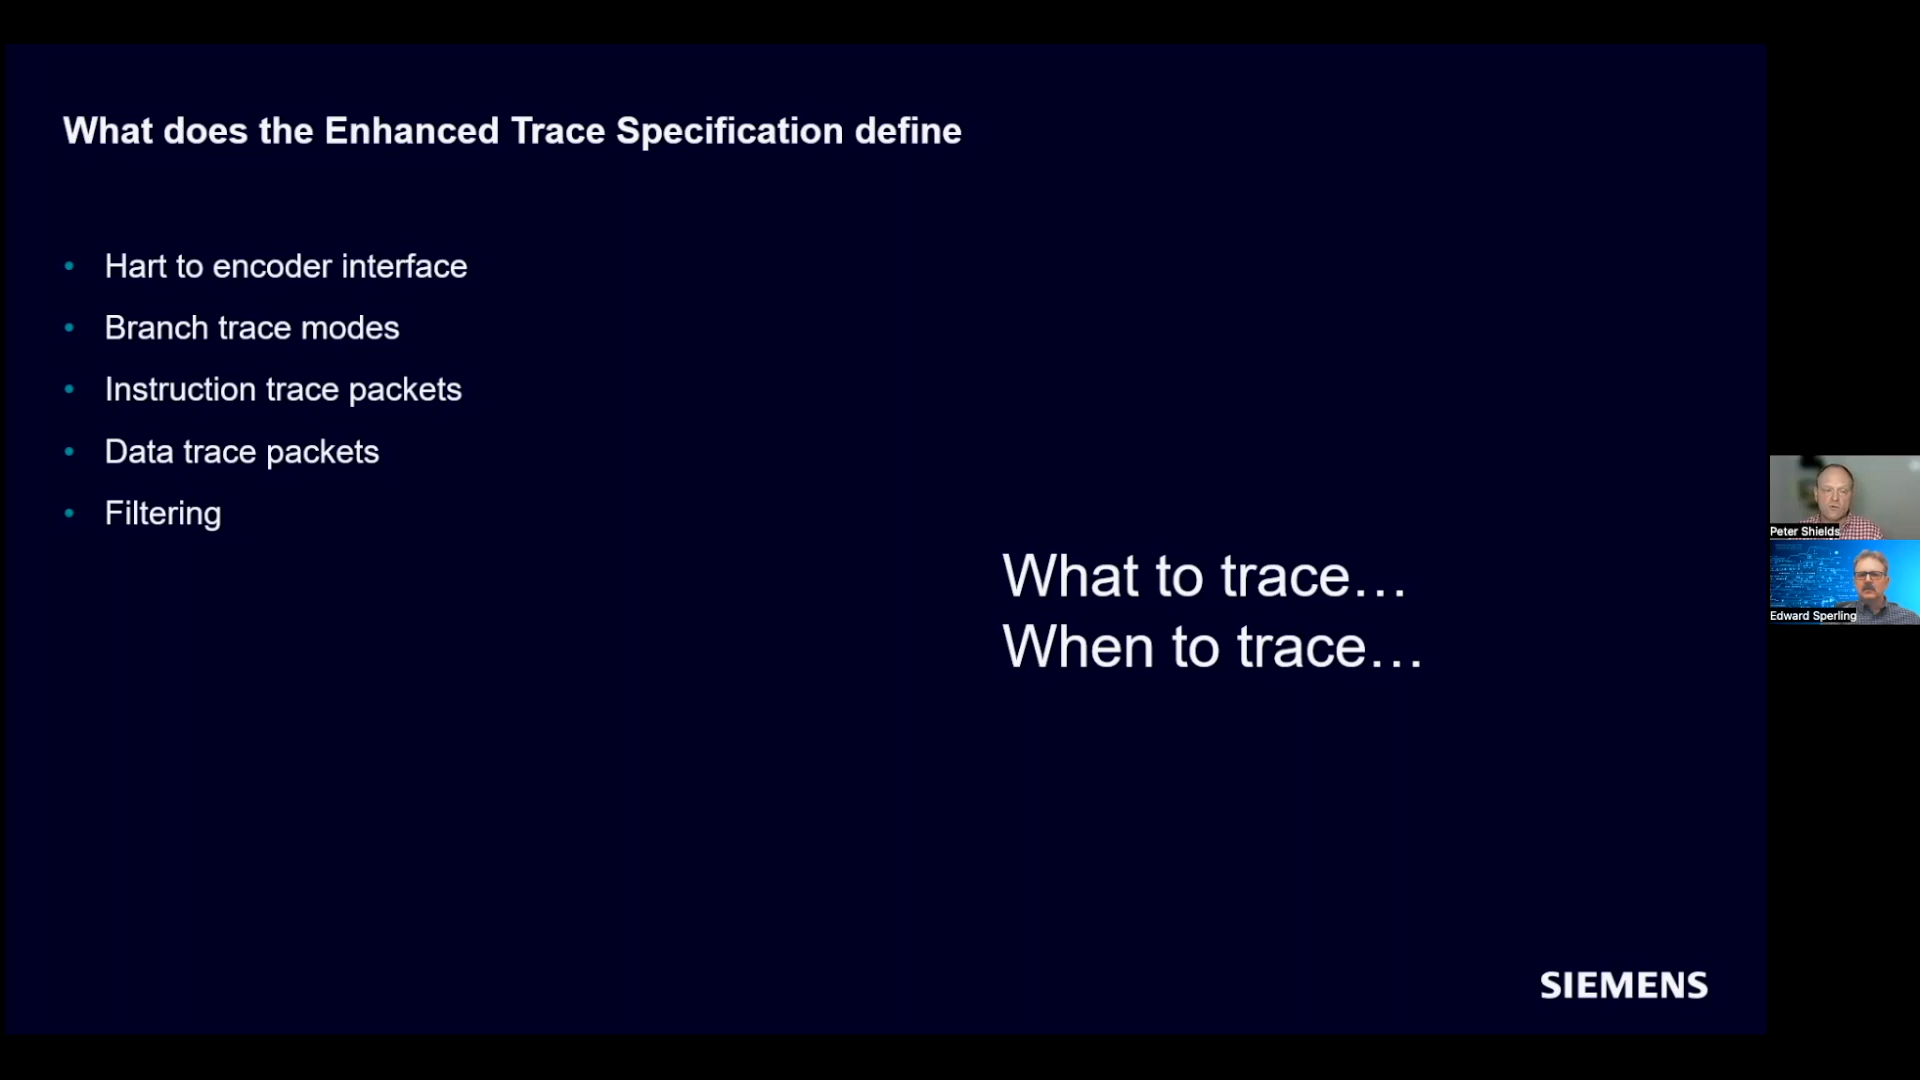 What does the Enhanced Trace Specification define
• Hart to encoder interface
• Branch trace modes
• Instruction trace packets
• Data trace packets
• Filtering
What to trace…
When to trace…
Peter Shields
Edward Sperling
SIEMENS